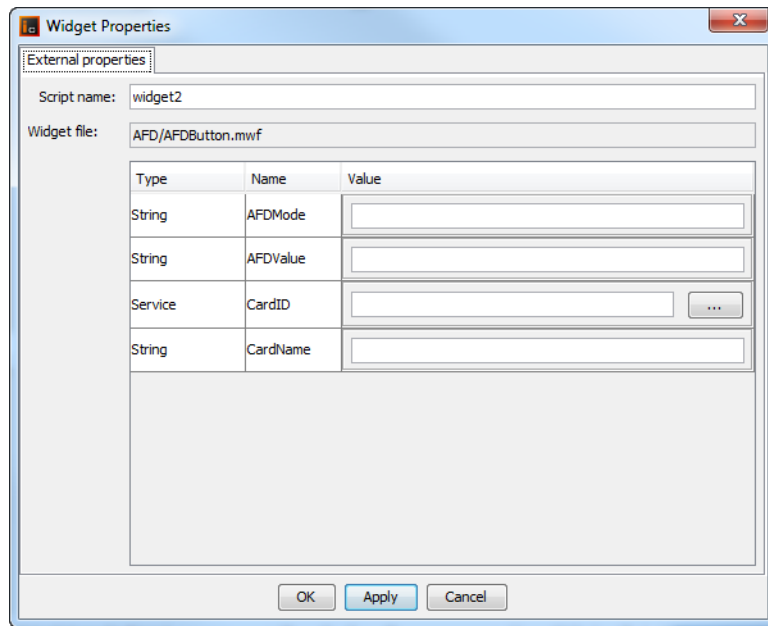 Widget Properties
External properties
Script name: widget2
Widget file: AFD/AFDButton.mwf
Type Name Value
String AFDMode
String AFDValue
Service CardID ...
String CardName
OK Apply Cancel